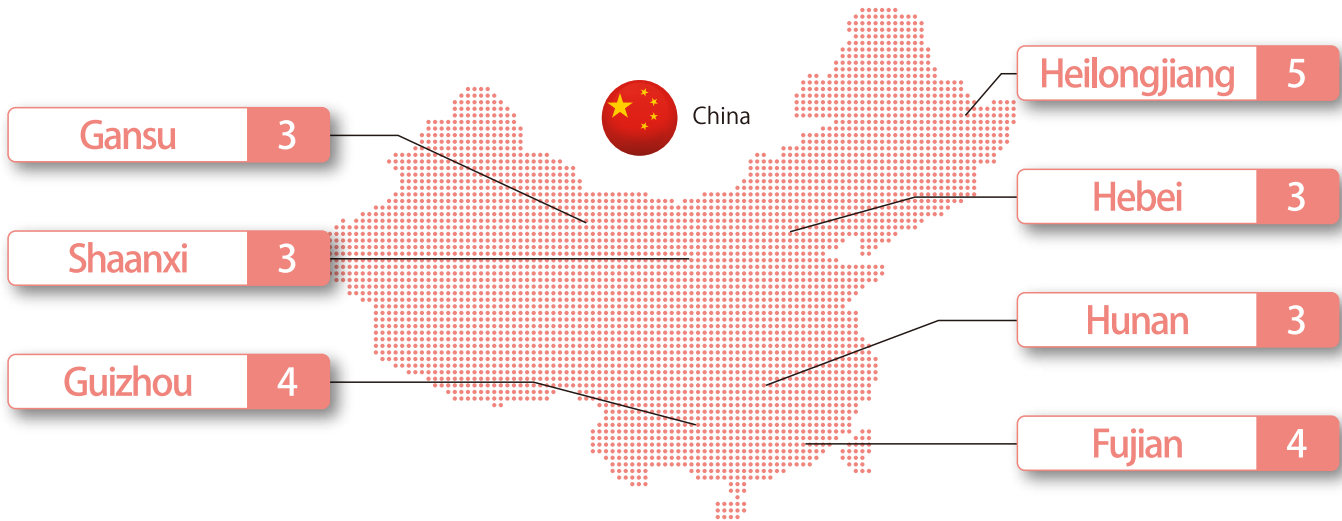 China
Gansu 3
Shaanxi 3
Guizhou 4
Heilongjiang 5
Hebei 3
Hunan 3
Fujian 4